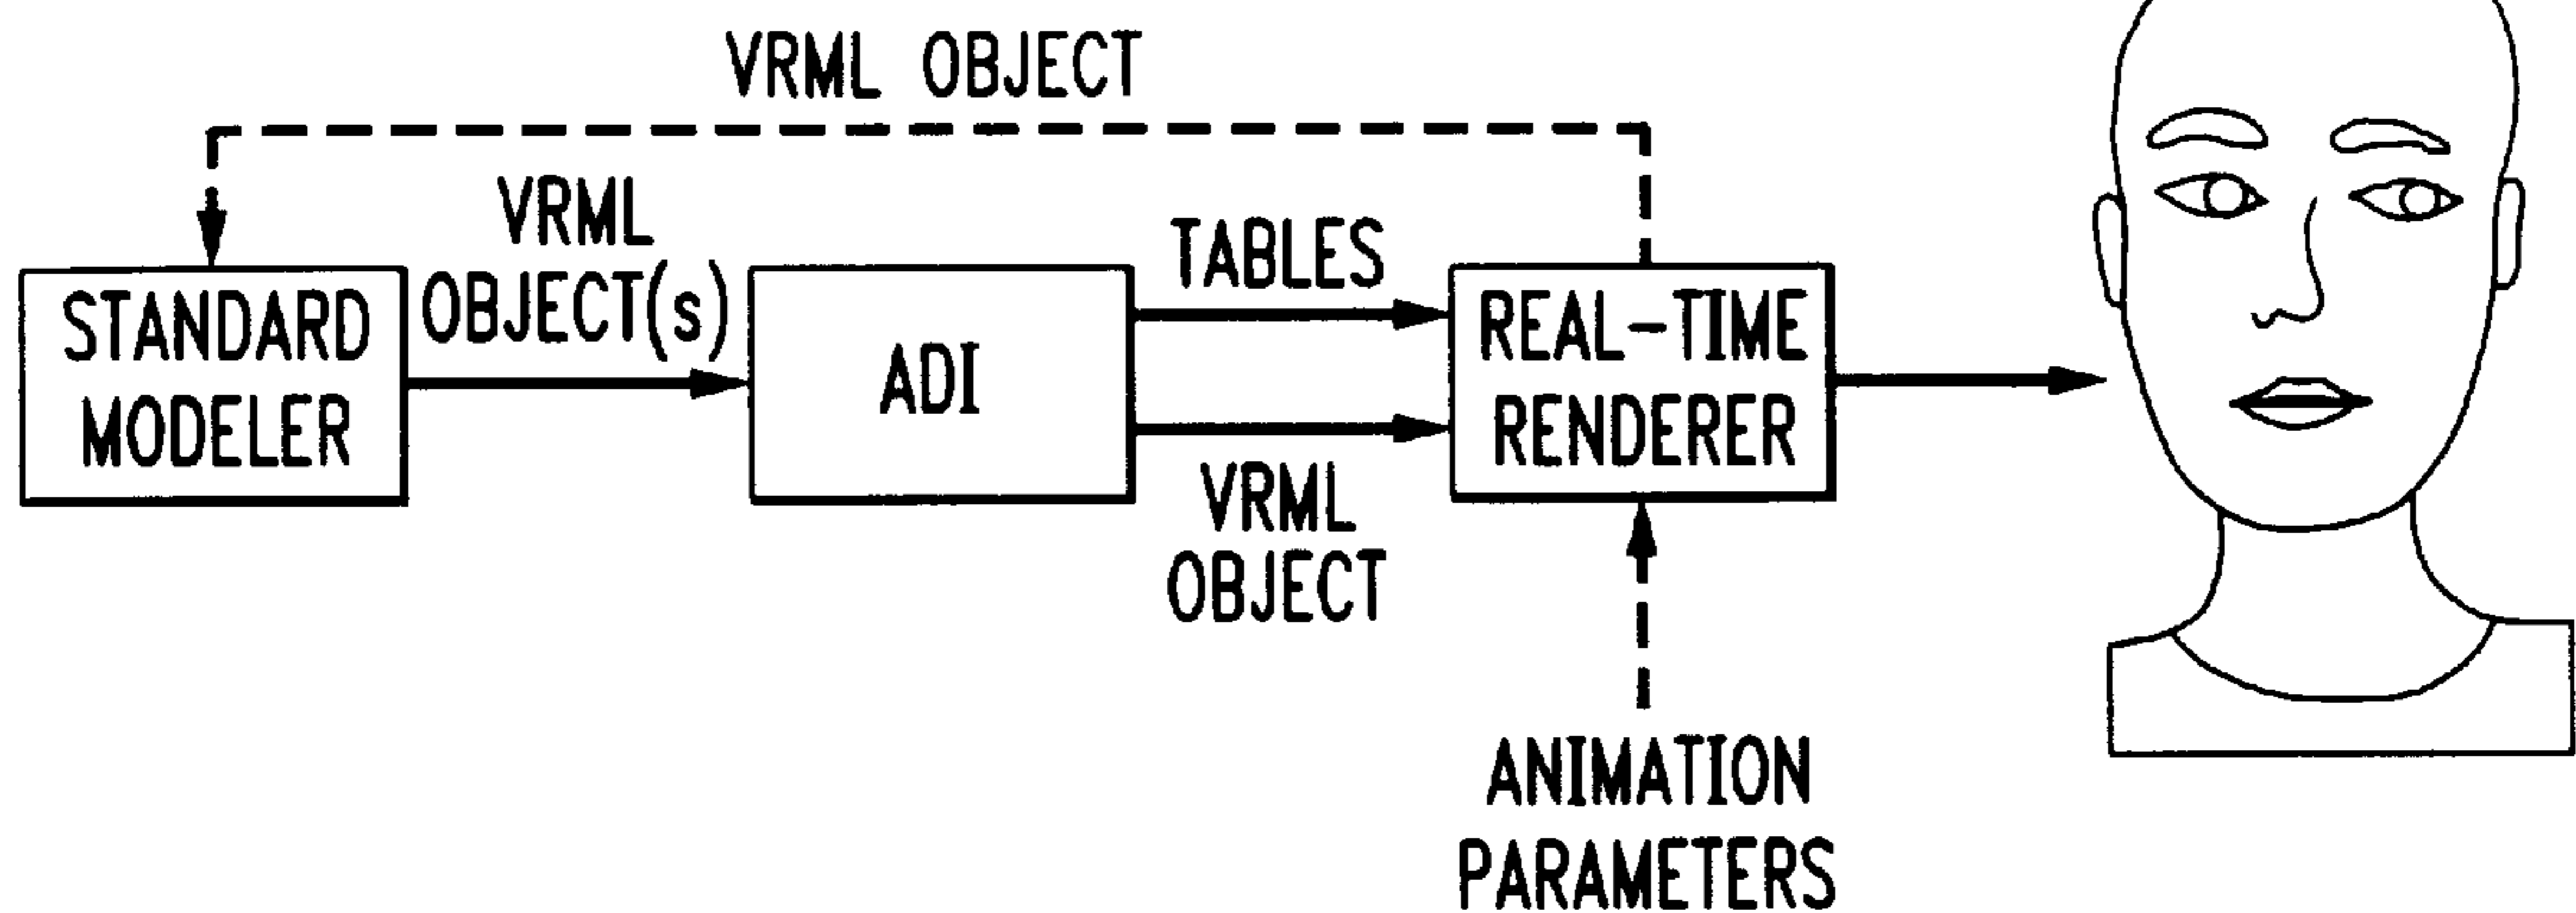 VRML OBJECT
VRML
OBJECT(s)
TABLES
STANDARD
MODELER
ADI
REAL-TIME
RENDERER
VRML
OBJECT
ANIMATION
PARAMETERS